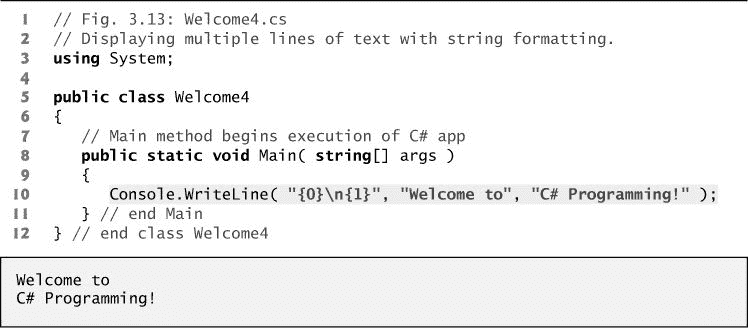 1 // Fig. 3.13: Welcome4.cs
2 // Displaying multiple lines of text with string formatting.
3 using System;
4
5 public class Welcome4
6 {
7 // Main method begins execution of C# app
8 public static void Main( string[] args )
9 {
10 Console.WriteLine( "{0}\n{1}", "Welcome to", "C# Programming!" );
11 } // end Main
12 } // end class Welcome4
Welcome to
C# Programming!